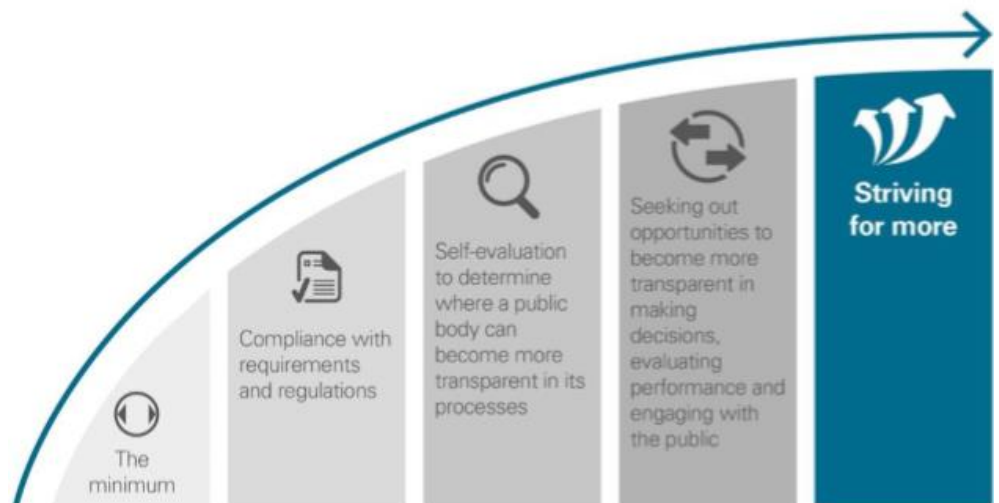 The
minimum
Compliance with
requirements
and regulations
Self-evaluation
to determine
where a public
body can
become more
transparent in its
processes
Seeking out
opportunities to
become more
transparent in
making
decisions,
evaluating
performance and
engaging with
the public
Striving
for more